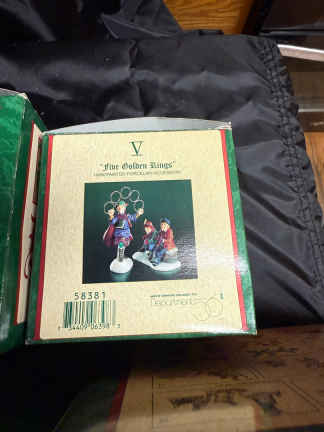 V
"Five Golden Rings"
HANDPAINTED PORCELAIN ACCESSORY
58381
Department 56